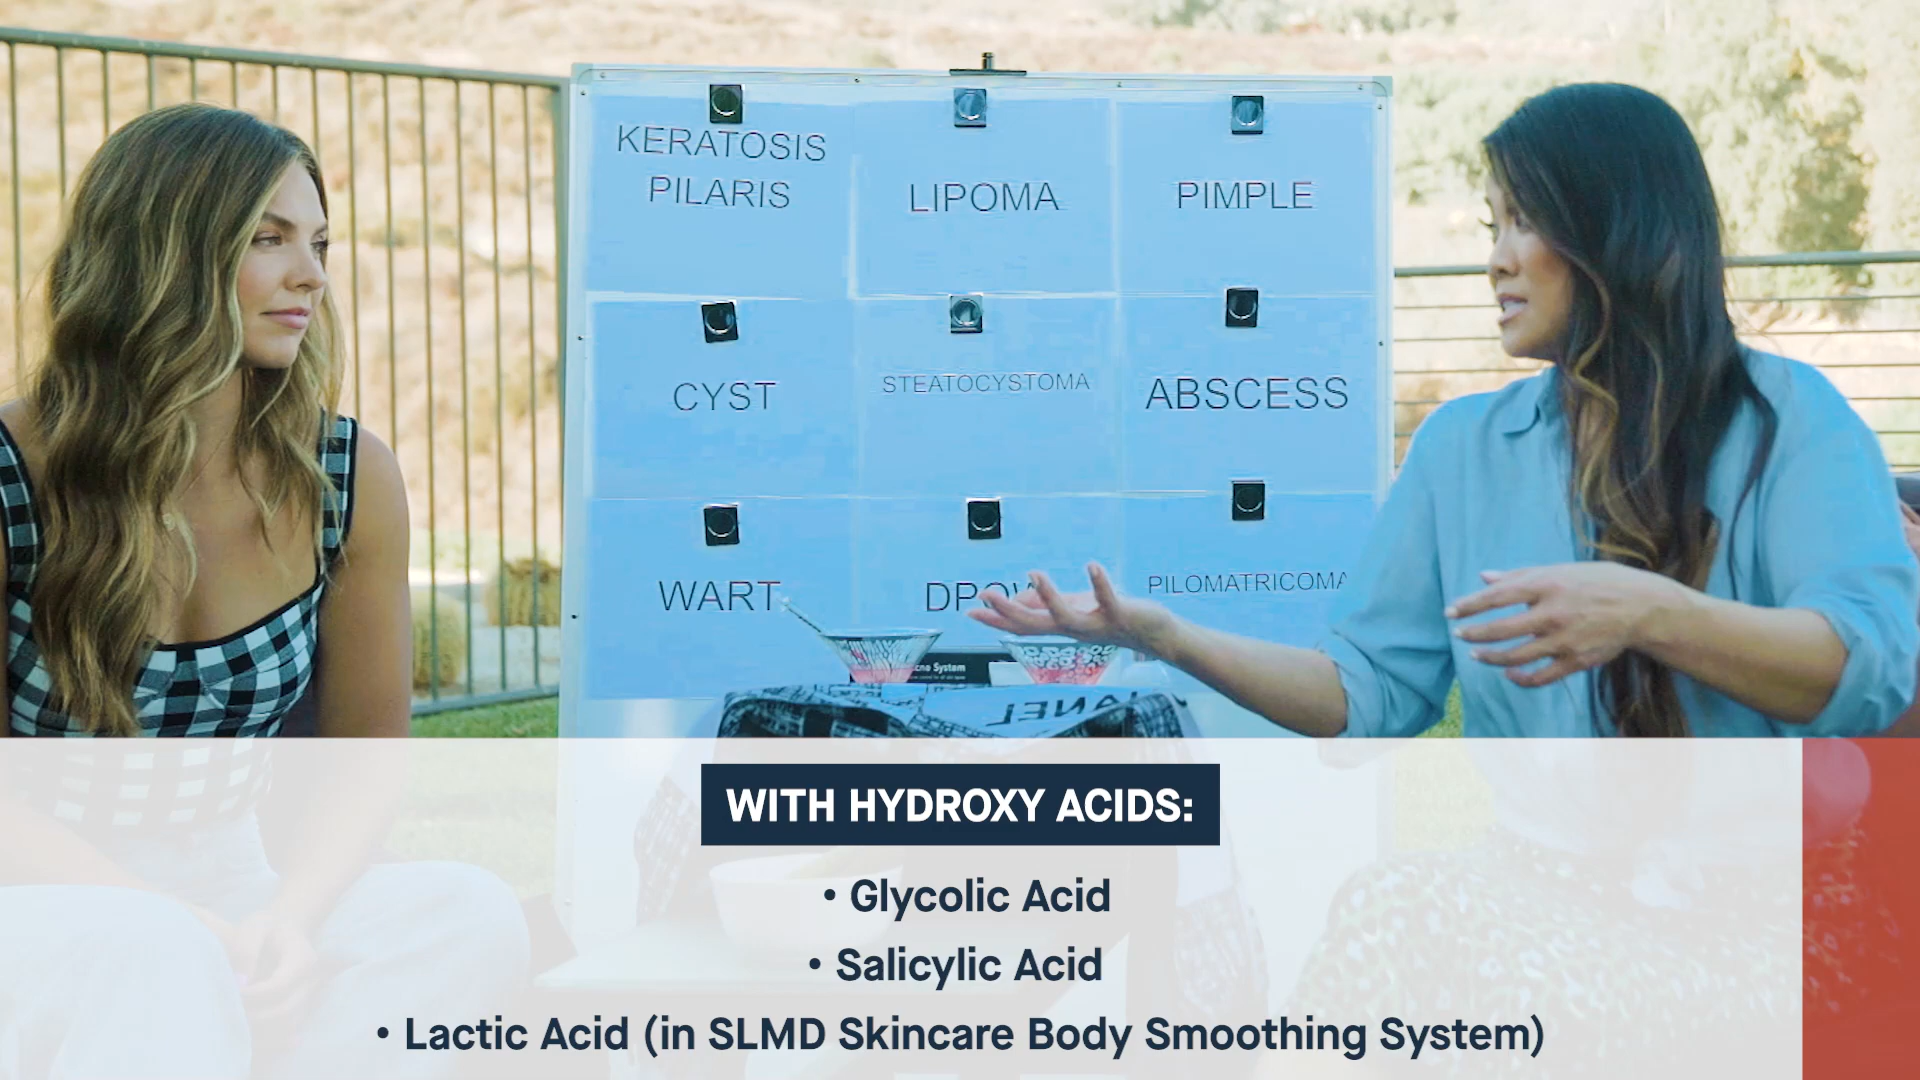 KERATOSIS
PILARIS
LIPOMA
PIMPLE
CYST
STEATOCYSTOMA
ABSCESS
WART
PILOMATRICOMA
System
WITH HYDROXY ACIDS:
• Glycolic Acid
• Salicylic Acid
• Lactic Acid (in SLMD Skincare Body Smoothing System)